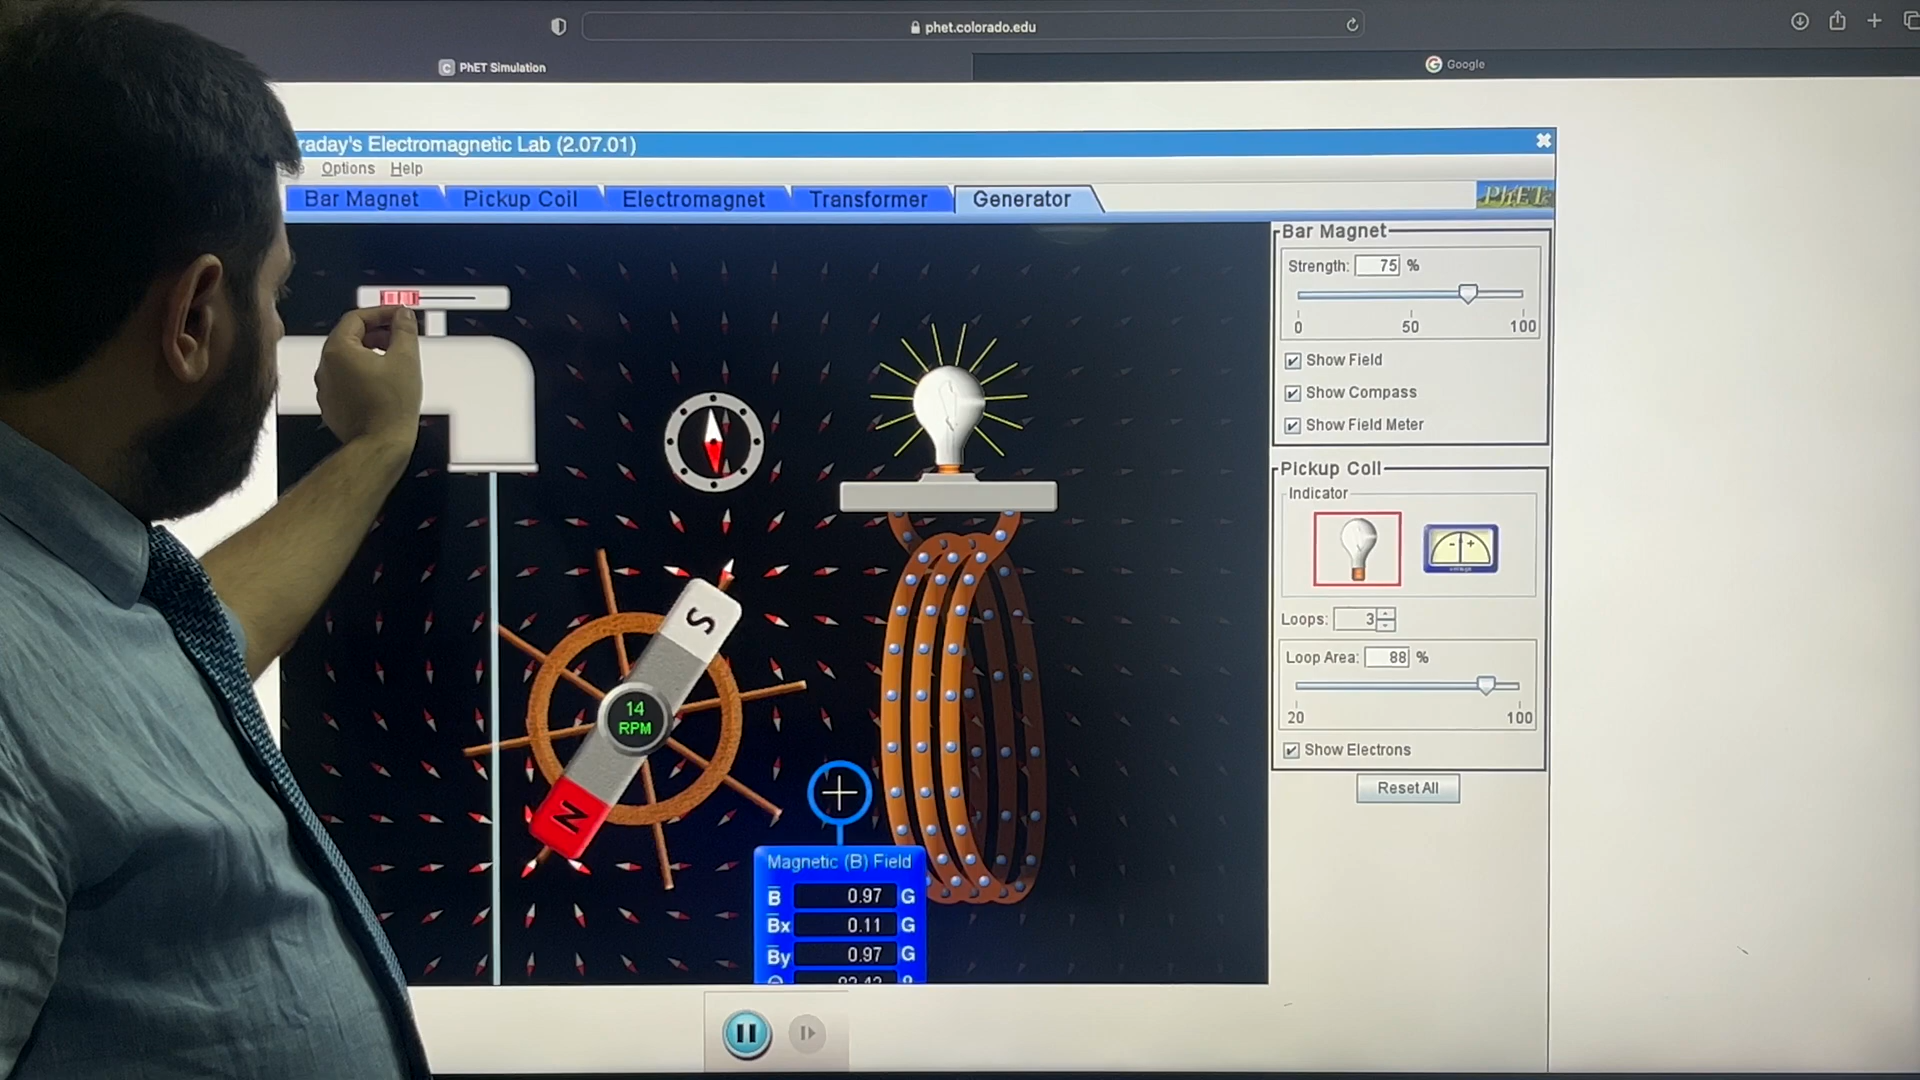 phet.colorado.edu
PhET Simulation
Google
raday's Electromagnetic Lab (2.07.01)
Options Help
Bar Magnet Pickup Coil Electromagnet Transformer Generator
PhET
Bar Magnet
Strength: 75 %
0 50 100
Show Field
Show Compass
Show Field Meter
Pickup Coil
Indicator
- +
Loops: 3
Loop Area: 88 %
20 100
Show Electrons
Reset All
S
14
RPM
N
Magnetic (B) Field
B 0.97 G
Bx 0.11 G
By 0.97 G